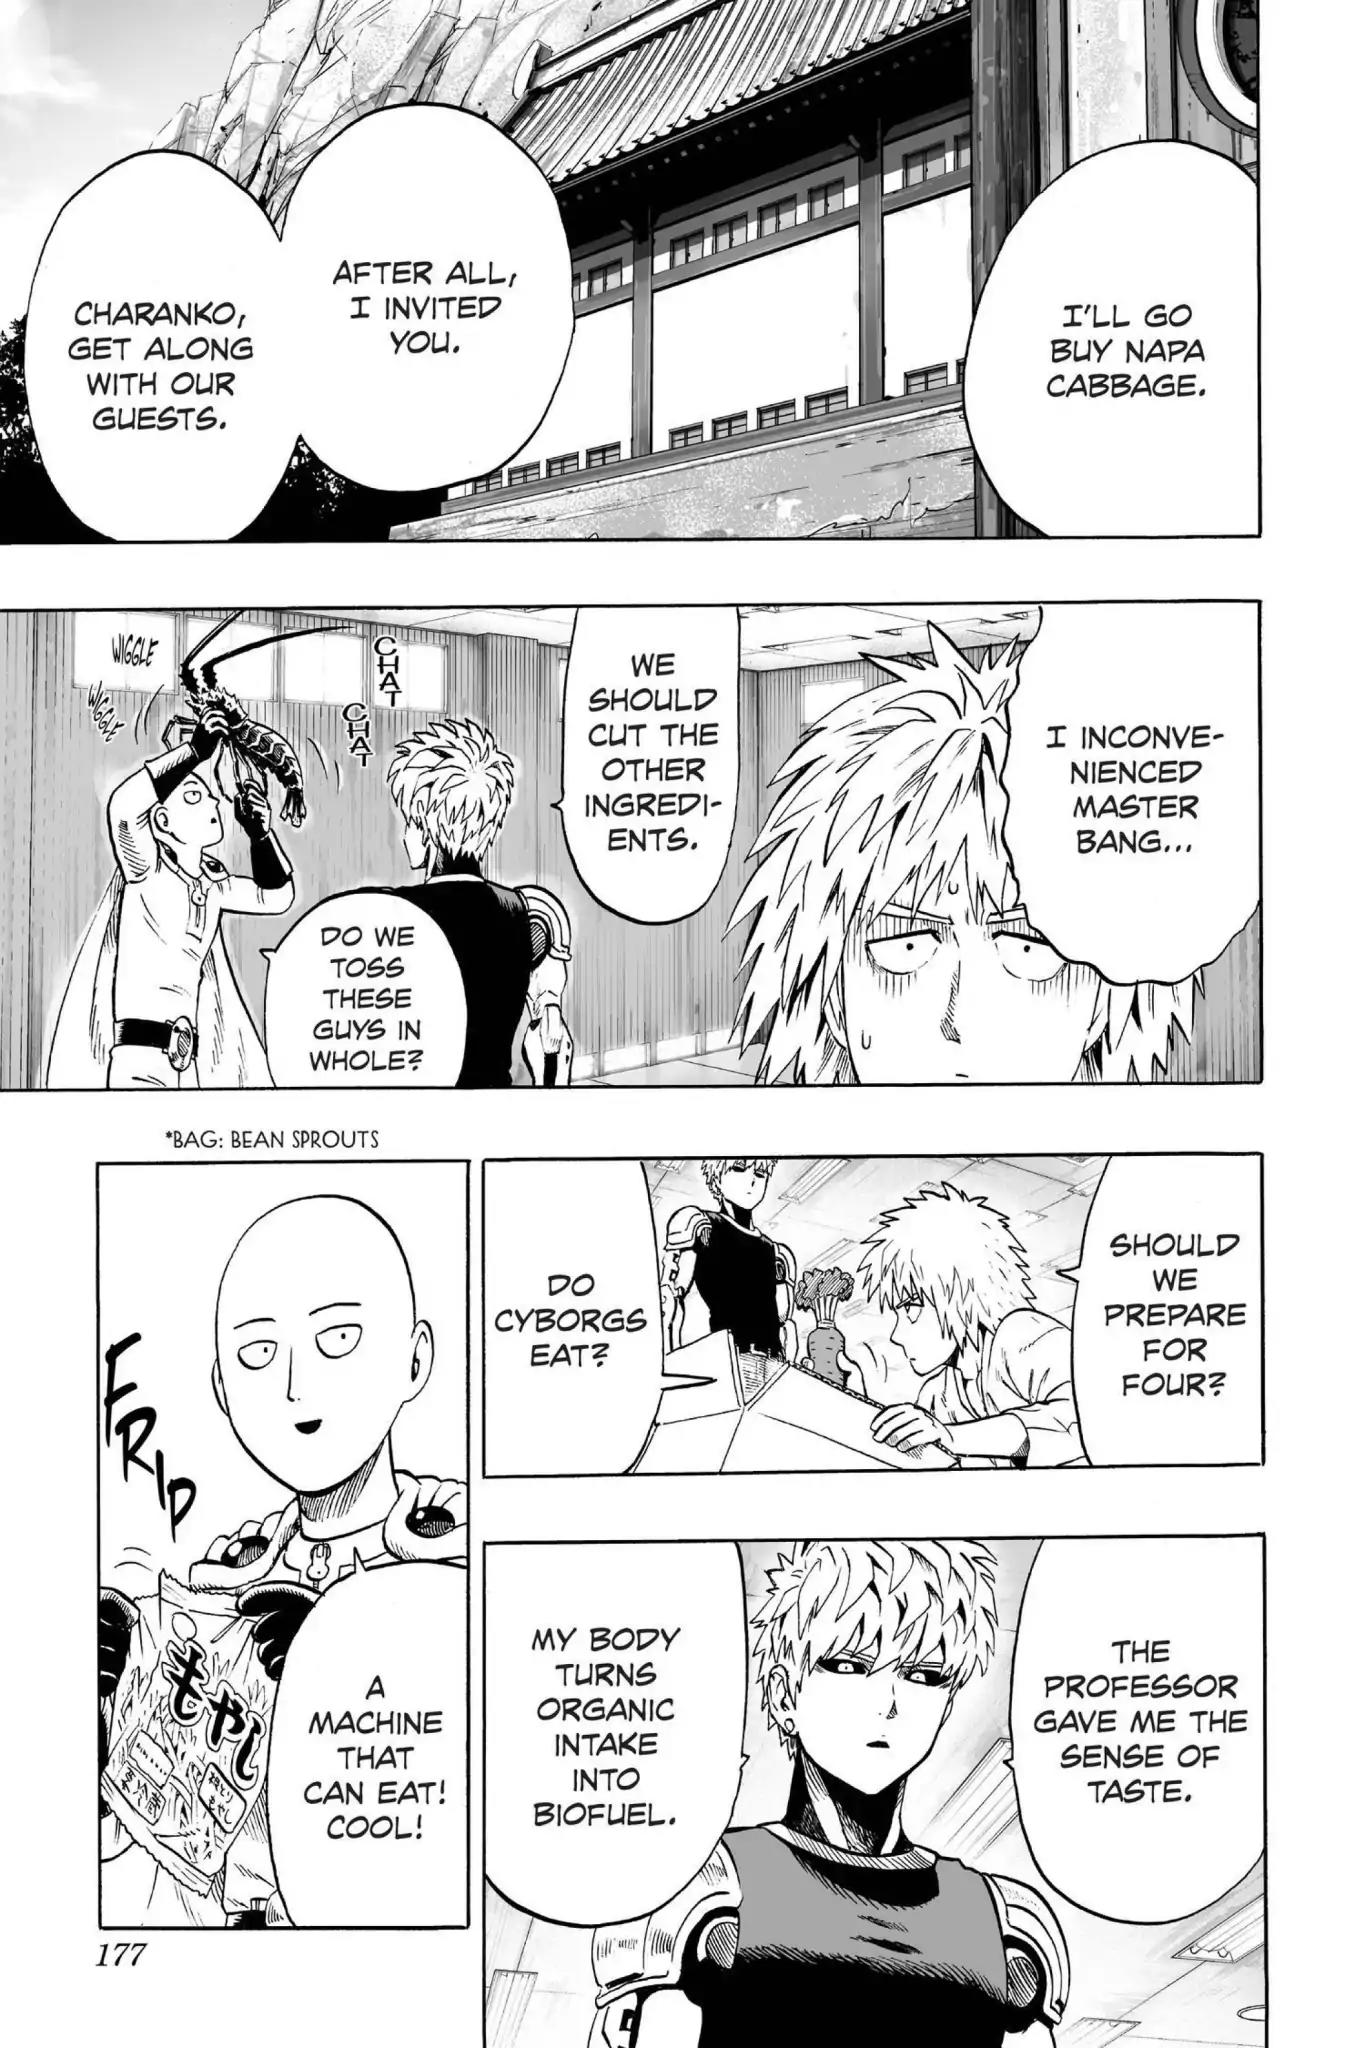 I'LL GO
BUY NAPA
CABBAGE.
AFTER ALL,
I INVITED
YOU.
CHARANKO,
GET ALONG
WITH OUR
GUESTS.
I INCONVE-
NIENCED
MASTER
BANG...
WE
SHOULD
CUT THE
OTHER
INGREDI-
ENTS.
CHAT
CHAT
WIGGLE
WIGGLE
DO WE
TOSS
THESE
GUYS IN
WHOLE?
*BAG: BEAN SPROUTS
SHOULD
WE
PREPARE
FOR
FOUR?
DO
CYBORGS
EAT?
THE
PROFESSOR
GAVE ME THE
SENSE OF
TASTE.
MY BODY
TURNS
ORGANIC
INTAKE
INTO
BIOFUEL.
FRIP
もやし
A
MACHINE
THAT
CAN EAT!
COOL!
177